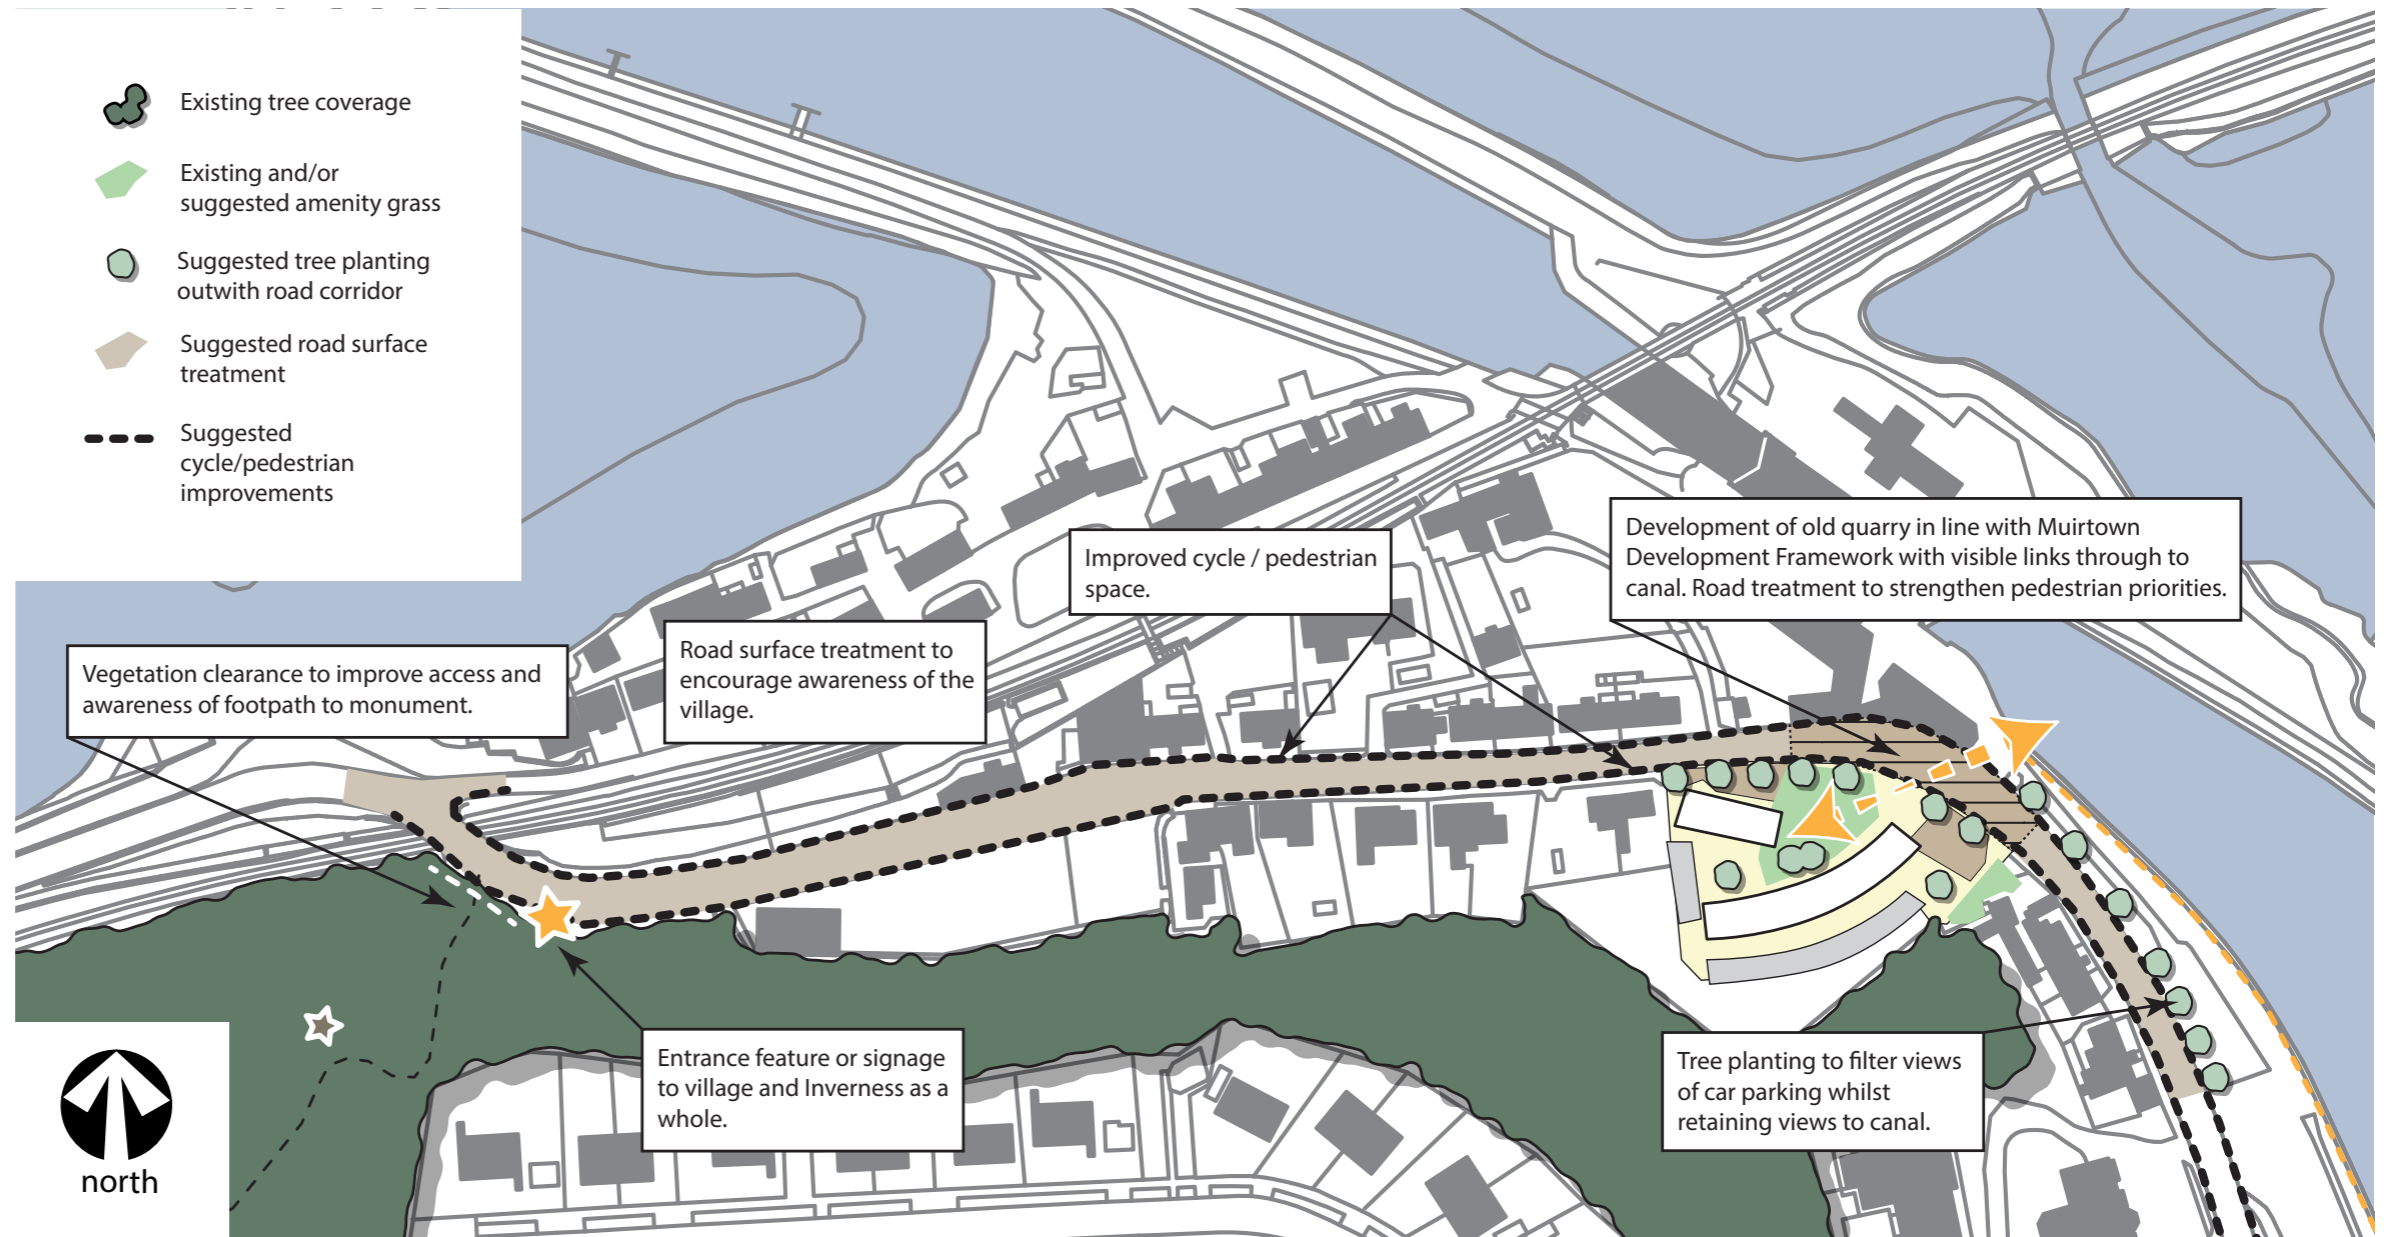 Existing tree coverage
Existing and/or
suggested amenity grass
Suggested tree planting
outwith road corridor
Suggested road surface
treatment
Suggested
cycle/pedestrian
improvements
Development of old quarry in line with Muirtown
Development Framework with visible links through to
canal. Road treatment to strengthen pedestrian priorities.
Improved cycle / pedestrian
space.
Road surface treatment to
encourage awareness of the
village.
Vegetation clearance to improve access and
awareness of footpath to monument.
Entrance feature or signage
to village and Inverness as a
whole.
Tree planting to filter views
of car parking whilst
retaining views to canal.
north